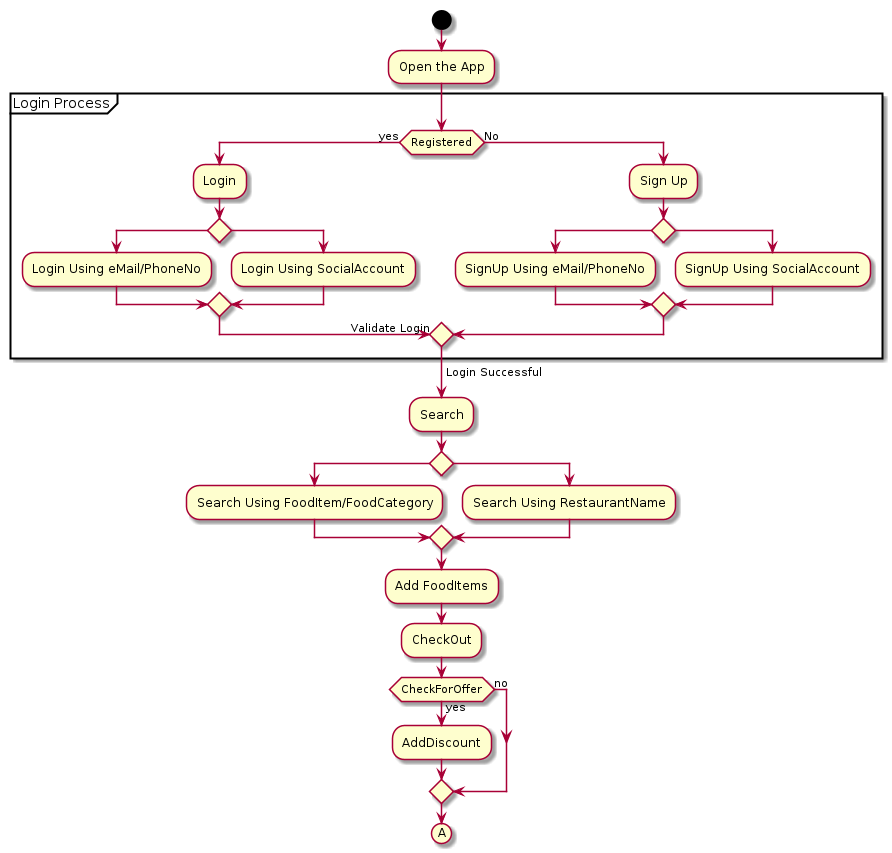 Open the App
Login Process
yes
Registered
No
Login
Sign Up
Login Using eMail/PhoneNo
Login Using SocialAccount
SignUp Using eMail/PhoneNo
SignUp Using SocialAccount
Validate Login
Login Successful
Search
Search Using FoodItem/FoodCategory
Search Using RestaurantName
Add FoodItems
CheckOut
CheckForOffer
no
yes
AddDiscount
A